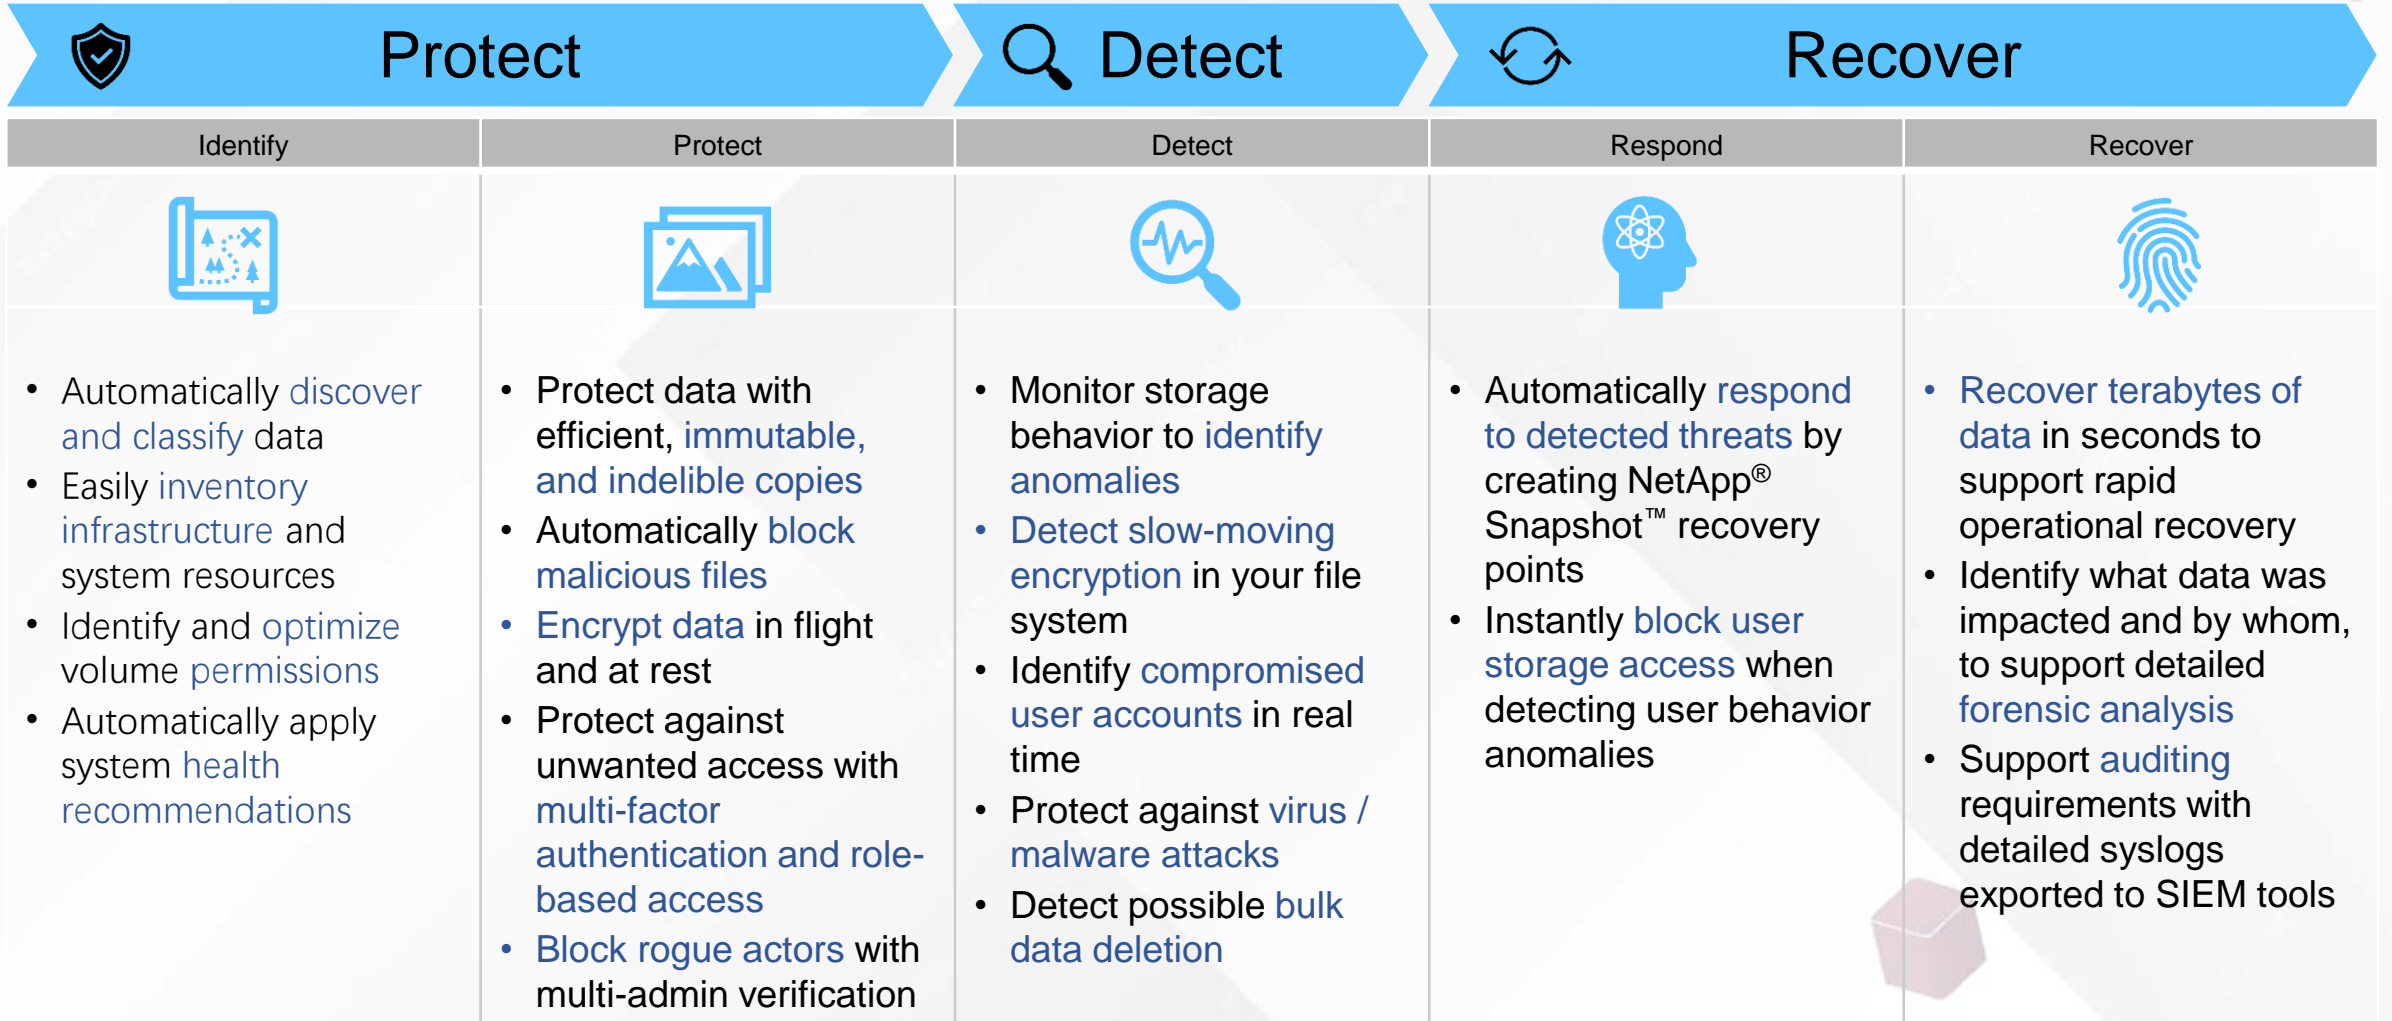 Protect
Detect
Recover
Identify
Protect
Detect
Respond
Recover
• Automatically discover
and classify data
• Easily inventory
infrastructure and
system resources
• Identify and optimize
volume permissions
• Automatically apply
system health
recommendations
• Protect data with
efficient, immutable,
and indelible copies
• Automatically block
malicious files
• Encrypt data in flight
and at rest
• Protect against
unwanted access with
multi-factor
authentication and role-
based access
• Block rogue actors with
multi-admin verification
• Monitor storage
behavior to identify
anomalies
• Detect slow-moving
encryption in your file
system
• Identify compromised
user accounts in real
time
• Protect against virus /
malware attacks
• Detect possible bulk
data deletion
• Automatically respond
to detected threats by
creating NetApp®
Snapshot™ recovery
points
• Instantly block user
storage access when
detecting user behavior
anomalies
• Recover terabytes of
data in seconds to
support rapid
operational recovery
• Identify what data was
impacted and by whom,
to support detailed
forensic analysis
• Support auditing
requirements with
detailed syslogs
exported to SIEM tools